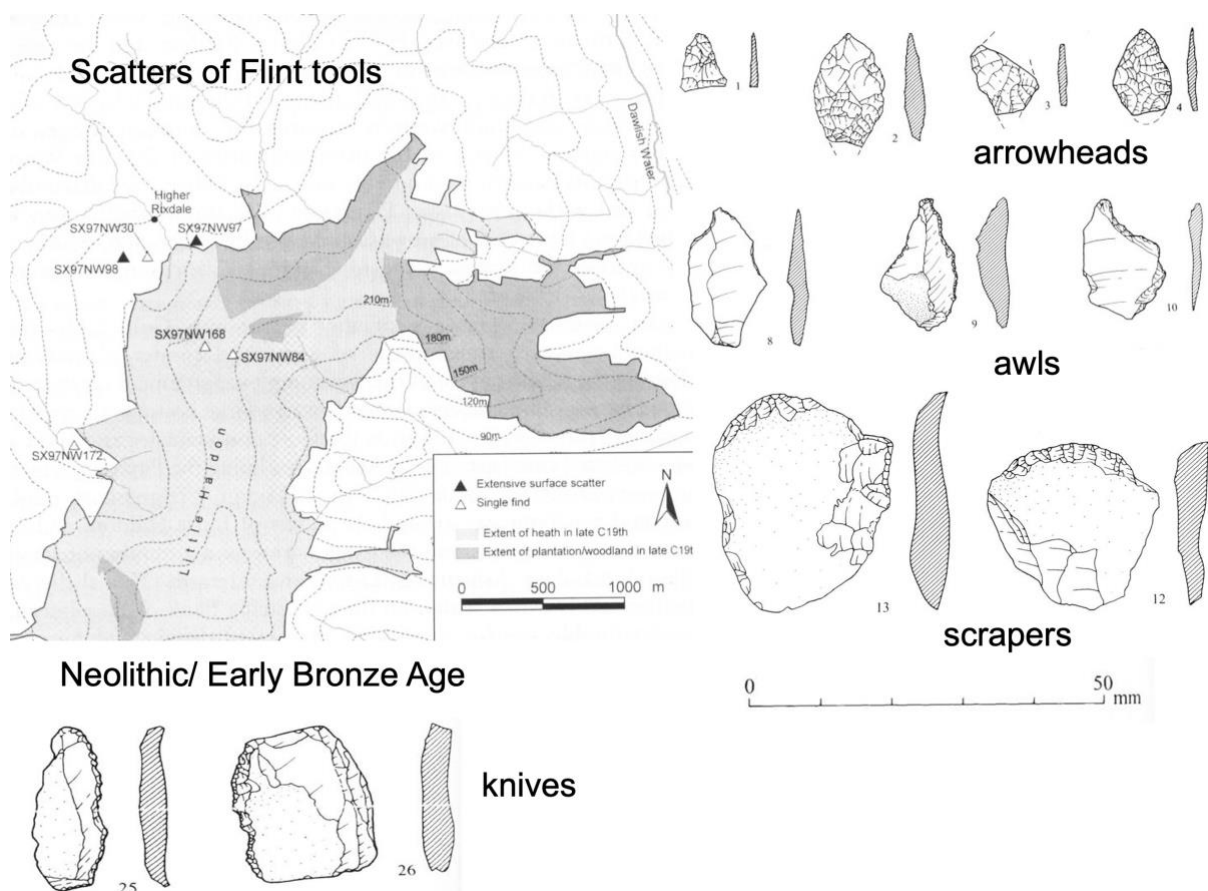 Scatters of Flint tools
Dawlish Water
Higher
Rixdale
SX97NW30
SX97NW97
SX97NW98
210m
SX97NW168
SX97NW84
180m
150m
120m
90m
SX97NW172
Little Haldon
N
Extensive surface scatter
Single find
Extent of heath in late C19th
Extent of plantation/woodland in late C19t
0 500 1000 m
1
2
3
4
arrowheads
8
9
10
awls
13
12
scrapers
0 50
mm
Neolithic/ Early Bronze Age
25
26
knives